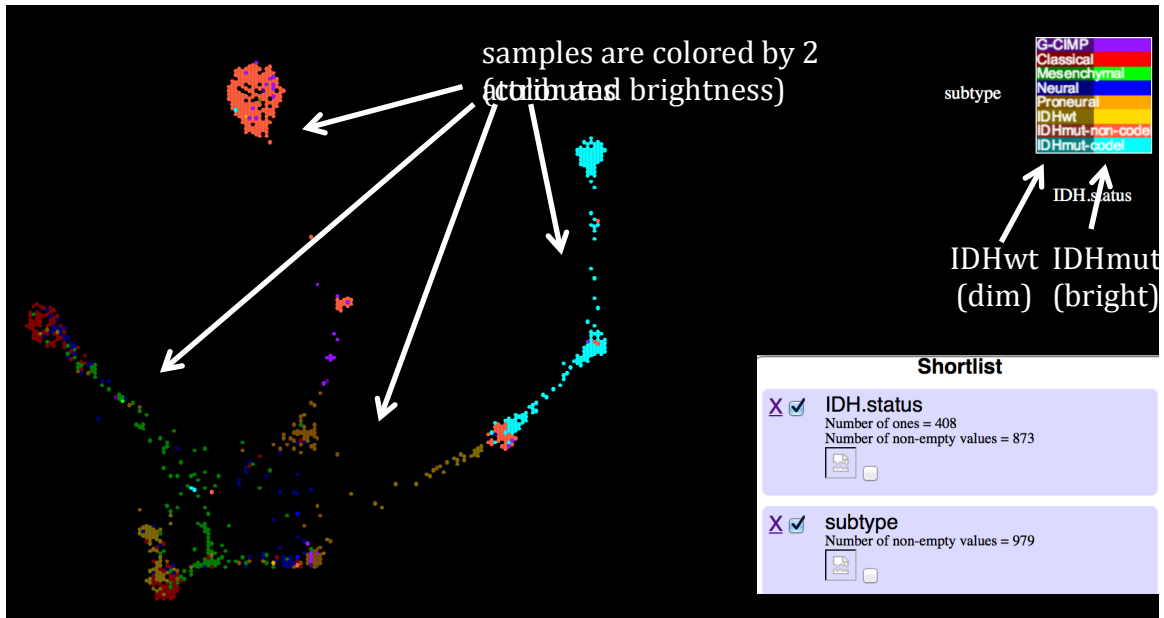 samples are colored by 2
attributes
(color and brightness)
subtype
G-CIMP
Classical
Mesenchymal
Neural
Proneural
IDHwt
IDHmut-non-code
IDHmut-codel
IDH.status
IDHwt IDHmut
(dim) (bright)
Shortlist
X IDH.status
Number of ones = 408
Number of non-empty values = 873
X subtype
Number of non-empty values = 979